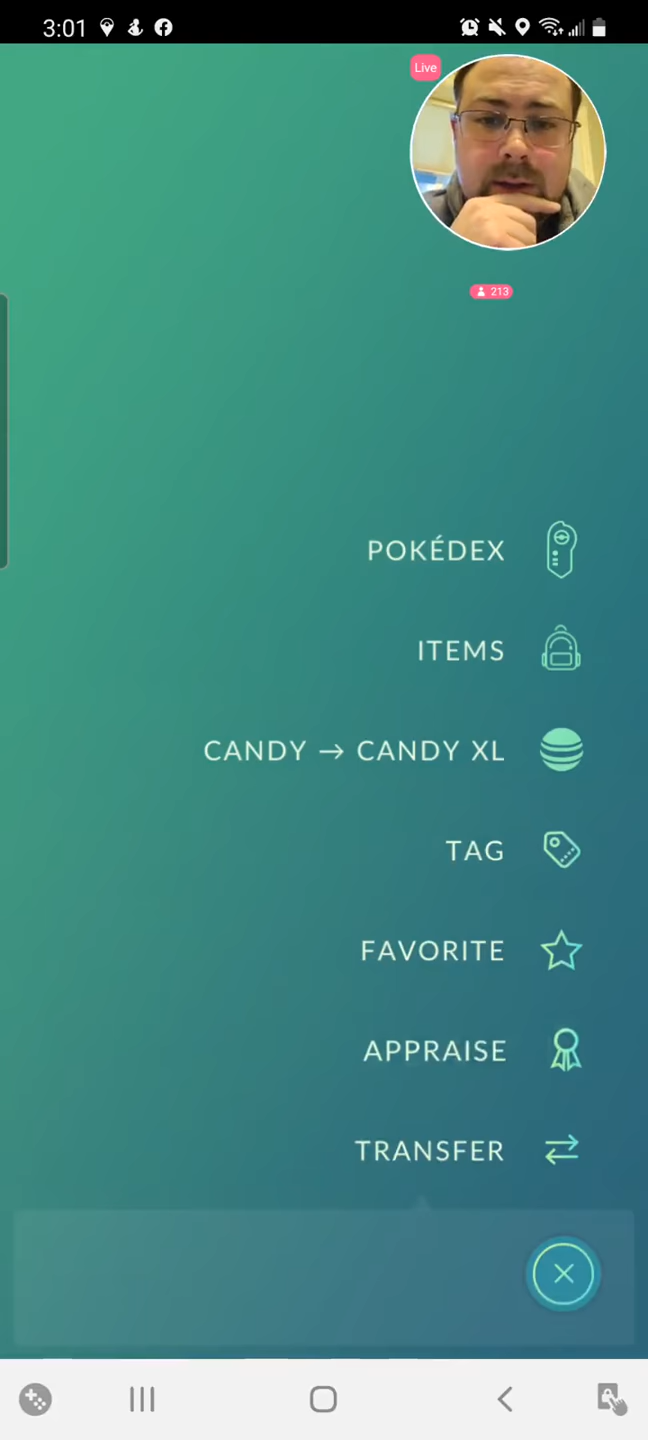 3:01
Live
213
POKÉDEX
ITEMS
CANDY → CANDY XL
TAG
FAVORITE
APPRAISE
TRANSFER